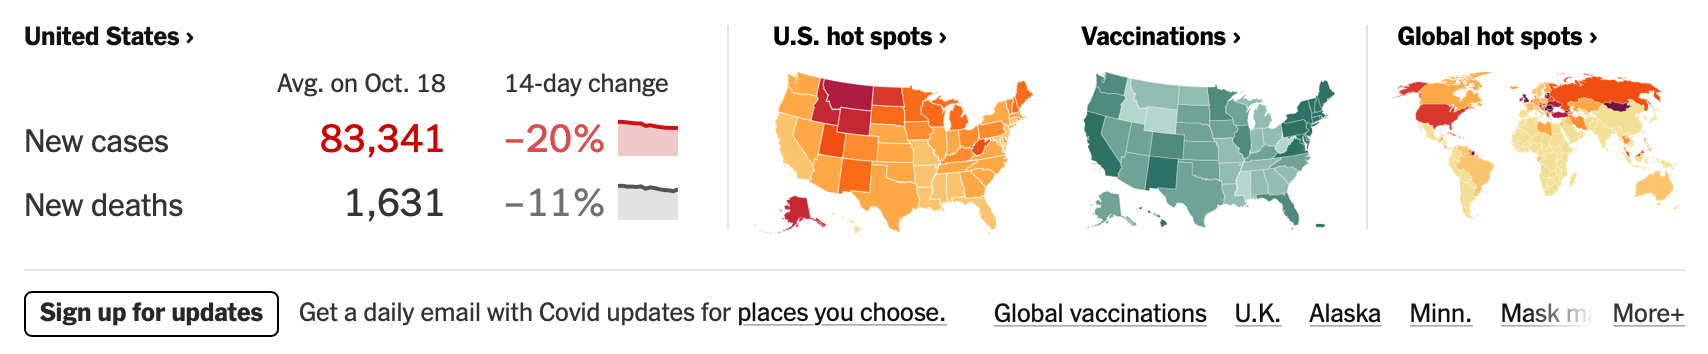 United States ›
Avg. on Oct. 18 14-day change
New cases 83,341 –20%
New deaths 1,631 –11%
U.S. hot spots ›
Vaccinations ›
Global hot spots ›
Sign up for updates Get a daily email with Covid updates for places you choose. Global vaccinations U.K. Alaska Minn. Mask More+